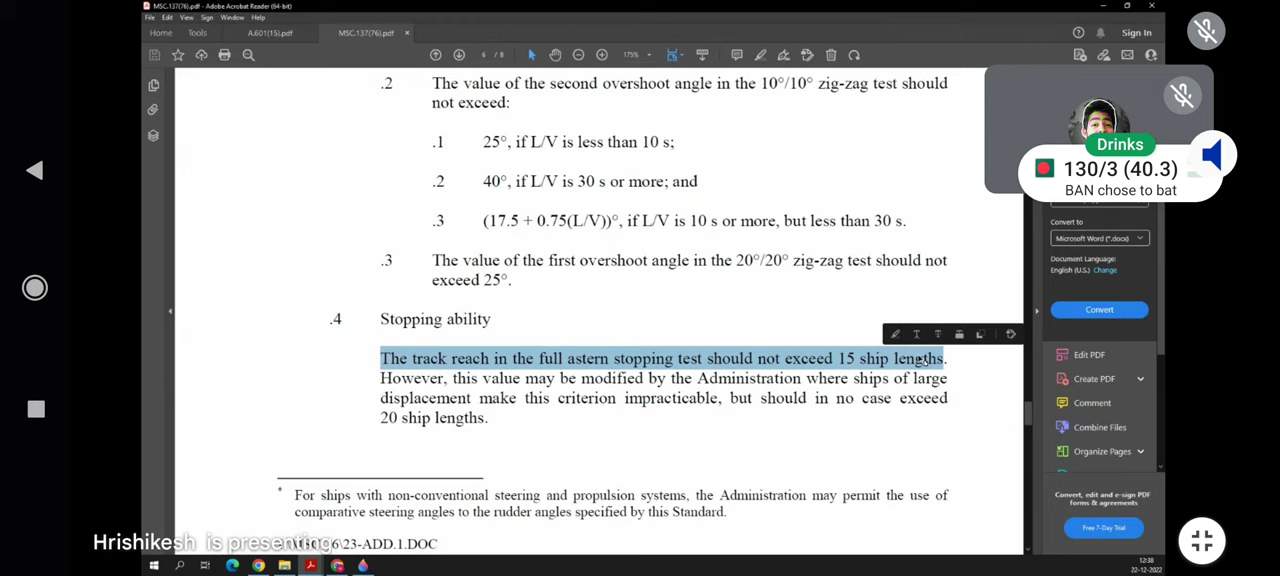 MSC.137(76).pdf - Adobe Acrobat Reader (64-bit)
File Edit View Sign Window Help
Home Tools A.601(15).pdf MSC.137(76).pdf × Sign In
6 / 8 175%
.2 The value of the second overshoot angle in the 10°/10° zig-zag test should
not exceed:
.1 25°, if L/V is less than 10 s;
.2 40°, if L/V is 30 s or more; and
.3 (17.5 + 0.75(L/V))°, if L/V is 10 s or more, but less than 30 s.
.3 The value of the first overshoot angle in the 20°/20° zig-zag test should not
exceed 25°.
.4 Stopping ability
The track reach in the full astern stopping test should not exceed 15 ship lengths.
However, this value may be modified by the Administration where ships of large
displacement make this criterion impracticable, but should in no case exceed
20 ship lengths.
* For ships with non-conventional steering and propulsion systems, the Administration may permit the use of
comparative steering angles to the rudder angles specified by this Standard.
23-ADD.1.DOC
Hrishikesh is presenting
Drinks
130/3 (40.3)
BAN chose to bat
Convert to
Microsoft Word (*.docx)
Document Language:
English (U.S.) Change
Convert
Edit PDF
Create PDF
Comment
Combine Files
Organize Pages
Convert, edit and e-sign PDF
forms & agreements
Free 7-Day Trial
12:38
22-12-2022